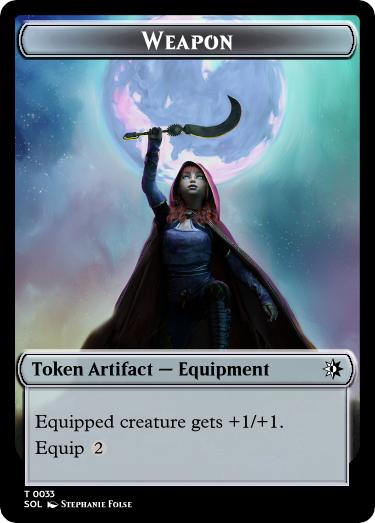 Weapon
Token Artifact — Equipment
Equipped creature gets +1/+1.
Equip 2
T 0033
SOL Stephanie Folse